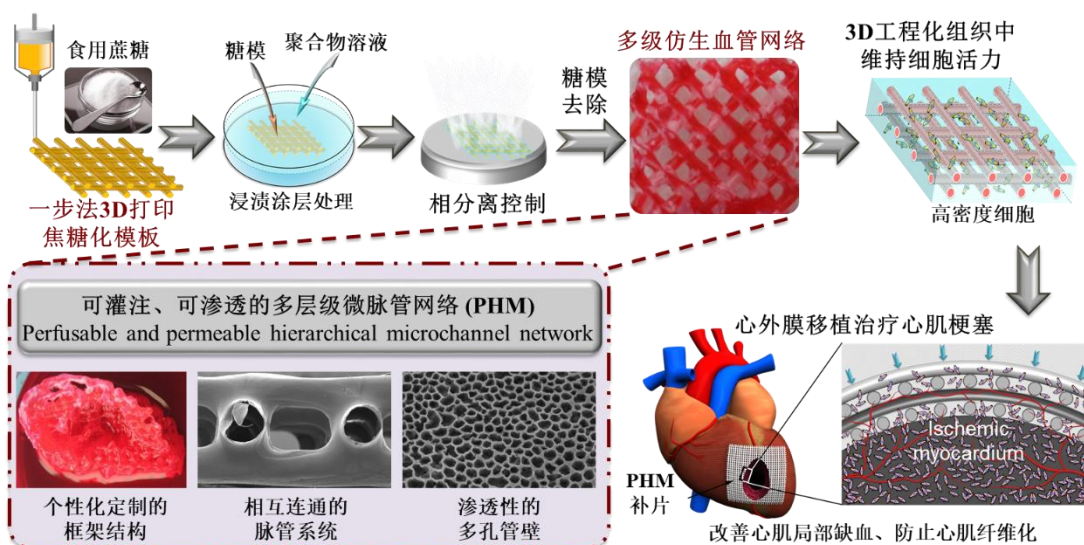 食用蔗糖
一步法3D打印
焦糖化模板
糖模
聚合物溶液
浸渍涂层处理
相分离控制
糖模
去除
多级仿生血管网络
3D工程化组织中
维持细胞活力
高密度细胞
可灌注、可渗透的多层级微脉管网络 (PHM)
Perfusable and permeable hierarchical microchannel network
个性化定制的
框架结构
相互连通的
脉管系统
渗透性的
多孔管壁
心外膜移植治疗心肌梗塞
Ischemic
myocardium
PHM
补片
改善心肌局部缺血、防止心肌纤维化